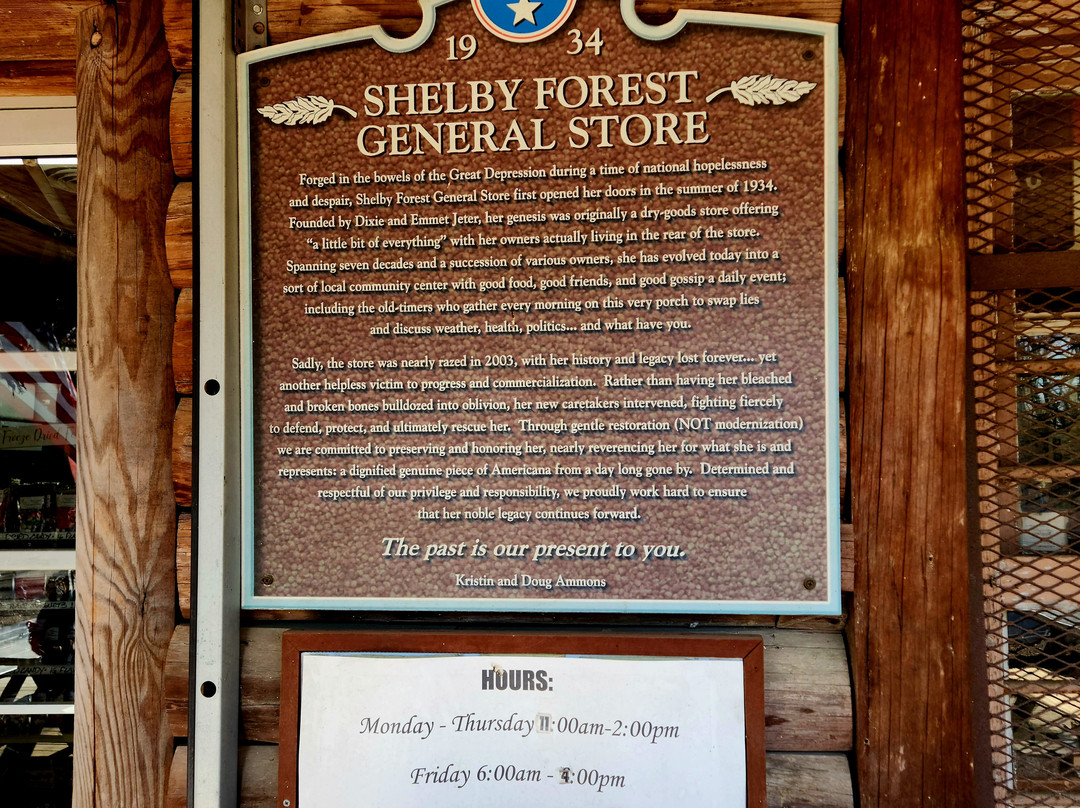 19 34
SHELBY FOREST
GENERAL STORE
Forged in the bowels of the Great Depression during a time of national hopelessness
and despair, Shelby Forest General Store first opened her doors in the summer of 1934.
Founded by Dixie and Emmet Jeter, her genesis was originally a dry-goods store offering
"a little bit of everything" with her owners actually living in the rear of the store.
Spanning seven decades and a succession of various owners, she has evolved today into a
sort of local community center with good food, good friends, and good gossip a daily event;
including the old-timers who gather every morning on this very porch to swap lies
and discuss weather, health, politics... and what have you.
Sadly, the store was nearly razed in 2003, with her history and legacy lost forever... yet
another helpless victim to progress and commercialization. Rather than having her bleached
and broken bones bulldozed into oblivion, her new caretakers intervened, fighting fiercely
to defend, protect, and ultimately rescue her. Through gentle restoration (NOT modernization)
we are committed to preserving and honoring her, nearly reverencing her for what she is and
represents: a dignified genuine piece of Americana from a day long gone by. Determined and
respectful of our privilege and responsibility, we proudly work hard to ensure
that her noble legacy continues forward.
The past is our present to you.
Kristin and Doug Ammons
HOURS:
Monday - Thursday 11:00am-2:00pm
Friday 6:00am - 4:00pm
Freeze Dried